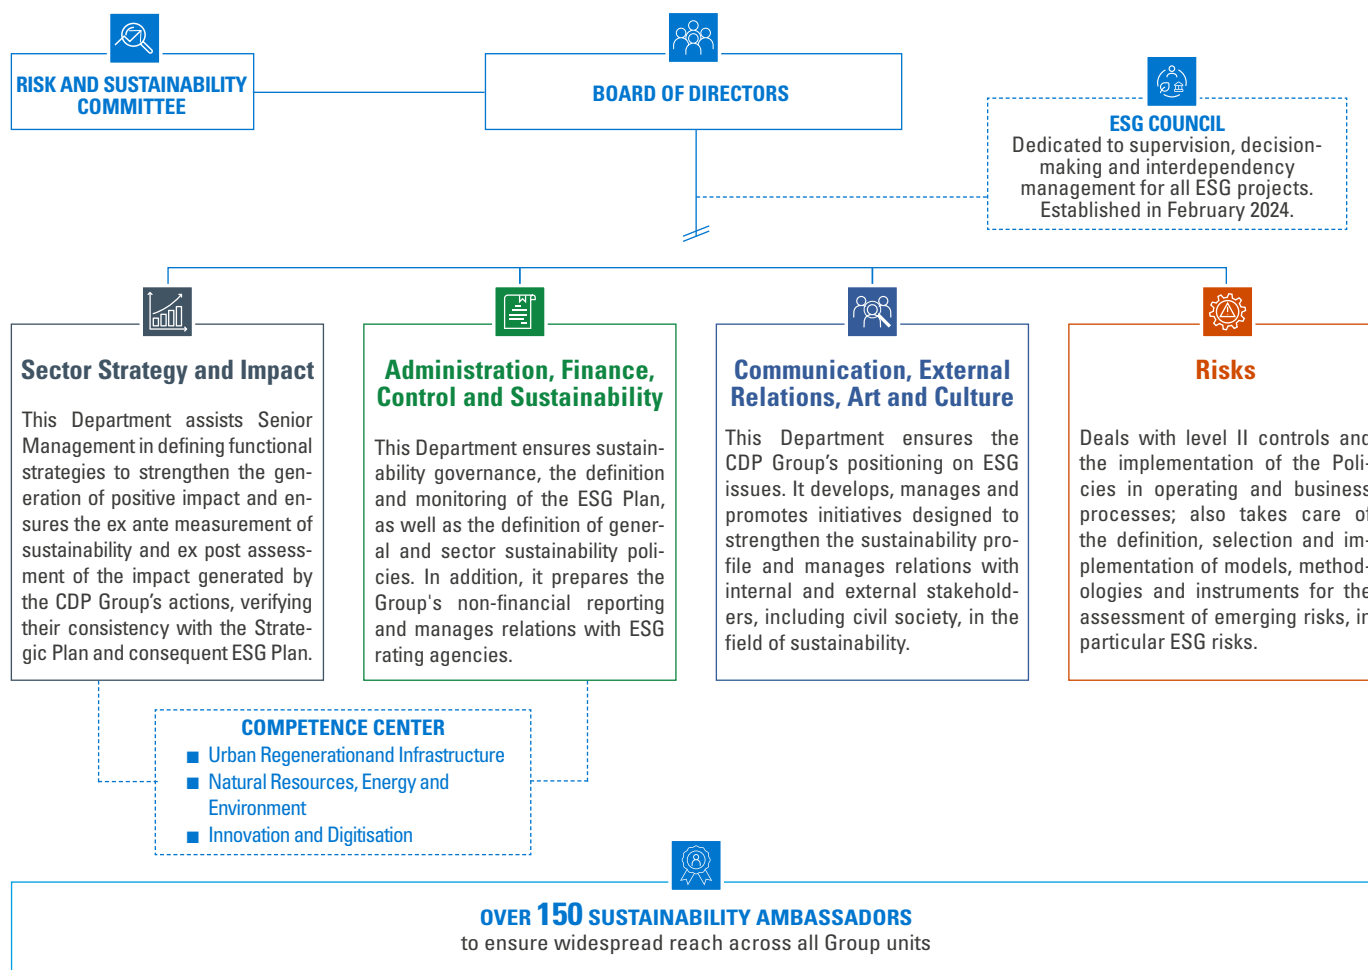 RISK AND SUSTAINABILITY
COMMITTEE
BOARD OF DIRECTORS
ESG COUNCIL
Dedicated to supervision, decision-
making and interdependency
management for all ESG projects.
Established in February 2024.
Sector Strategy and Impact
This Department assists Senior
Management in defining functional
strategies to strengthen the gen-
eration of positive impact and en-
sures the ex ante measurement of
sustainability and ex post assess-
ment of the impact generated by
the CDP Group's actions, verifying
their consistency with the Strate-
gic Plan and consequent ESG Plan.
Administration, Finance,
Control and Sustainability
This Department ensures sustain-
ability governance, the definition
and monitoring of the ESG Plan,
as well as the definition of gener-
al and sector sustainability poli-
cies. In addition, it prepares the
Group's non-financial reporting
and manages relations with ESG
rating agencies.
Communication, External
Relations, Art and Culture
This Department ensures the
CDP Group's positioning on ESG
issues. It develops, manages and
promotes initiatives designed to
strengthen the sustainability pro-
file and manages relations with
internal and external stakehold-
ers, including civil society, in the
field of sustainability.
Risks
Deals with level II controls and
the implementation of the Poli-
cies in operating and business
processes; also takes care of
the definition, selection and im-
plementation of models, method-
ologies and instruments for the
assessment of emerging risks, in
particular ESG risks.
COMPETENCE CENTER
■ Urban Regenerationand Infrastructure
■ Natural Resources, Energy and
Environment
■ Innovation and Digitisation
OVER 150 SUSTAINABILITY AMBASSADORS
to ensure widespread reach across all Group units